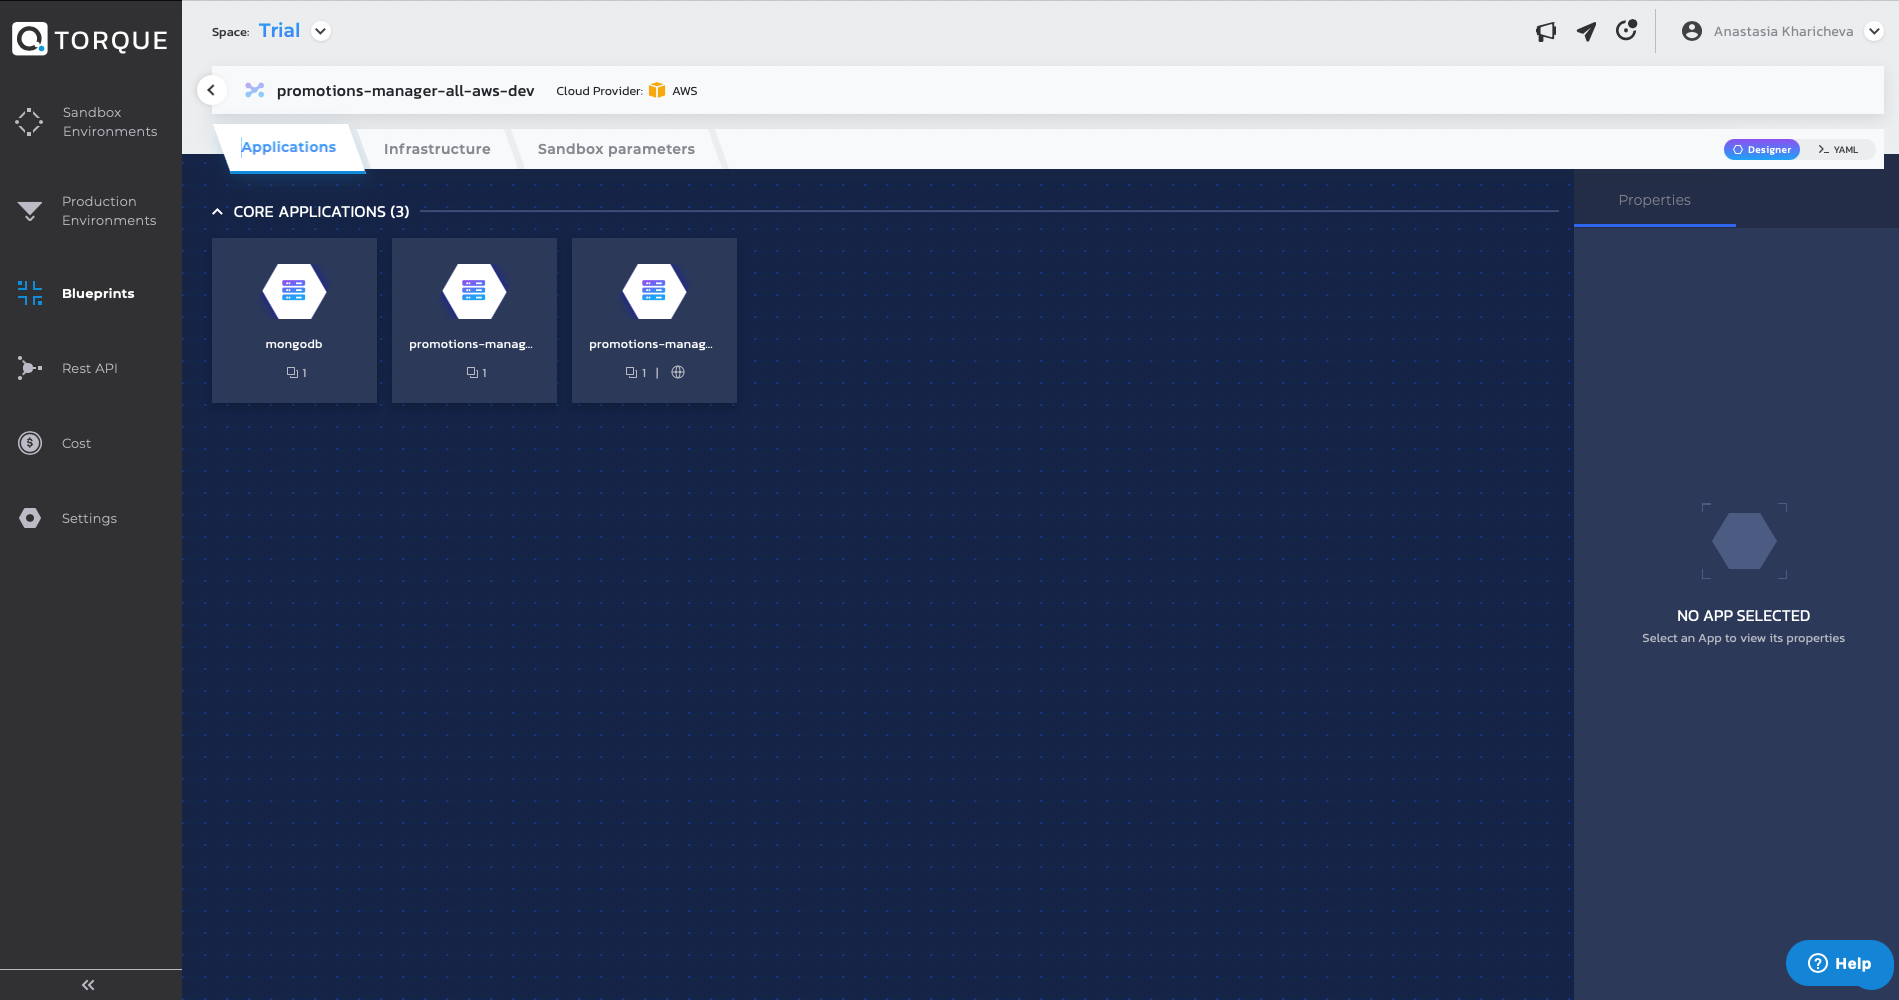 TORQUE
Space: Trial
Anastasia Kharicheva
Sandbox
Environments
Production
Environments
Blueprints
Rest API
Cost
Settings
promotions-manager-all-aws-dev Cloud Provider: AWS
Applications Infrastructure Sandbox parameters
Designer YAML
CORE APPLICATIONS (3)
mongodb
1
promotions-manag...
1
promotions-manag...
1 |
Properties
NO APP SELECTED
Select an App to view its properties
Help